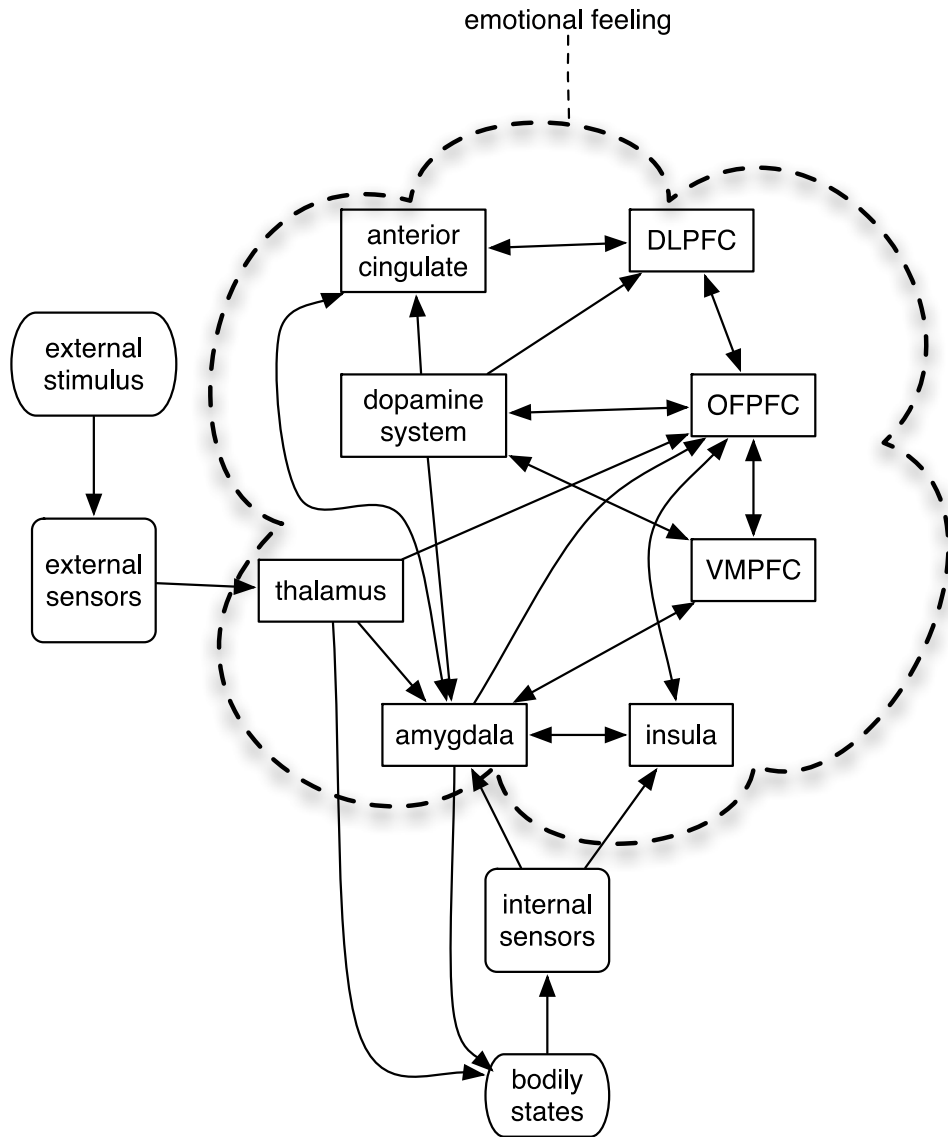 emotional feeling
anterior
cingulate
DLPFC
external
stimulus
dopamine
system
OFPFC
external
sensors
thalamus
VMPFC
amygdala
insula
internal
sensors
bodily
states